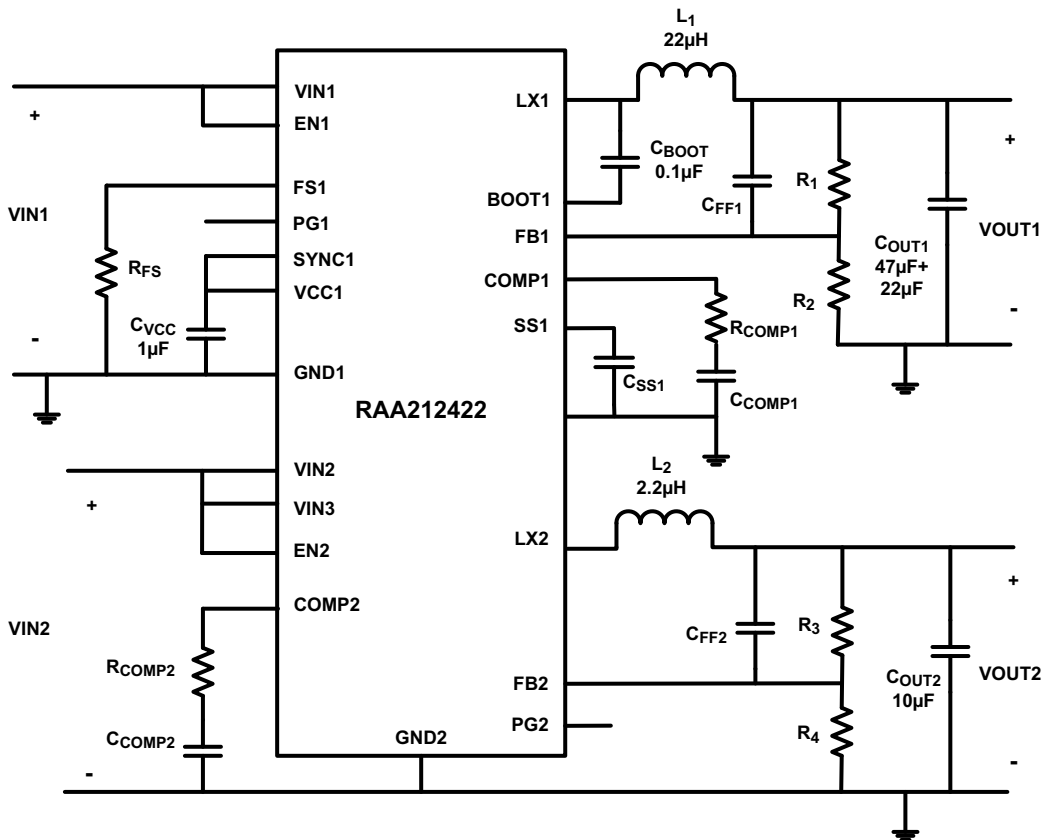 L1
22µH
VIN1
EN1
LX1
+
CBOOT
0.1µF
R1
+
FS1
BOOT1
CFF1
VIN1
PG1
FB1
VOUT1
RFS
SYNC1
COUT1
47µF+
22µF
VCC1
COMP1
R2
CVCC
1µF
SS1
RCOMP1
-
-
GND1
CSS1
CCOMP1
RAA212422
L2
2.2µH
VIN2
+
VIN3
EN2
LX2
+
COMP2
CFF2
R3
VIN2
RCOMP2
FB2
COUT2
10µF
VOUT2
PG2
CCOMP2
GND2
R4
-
-